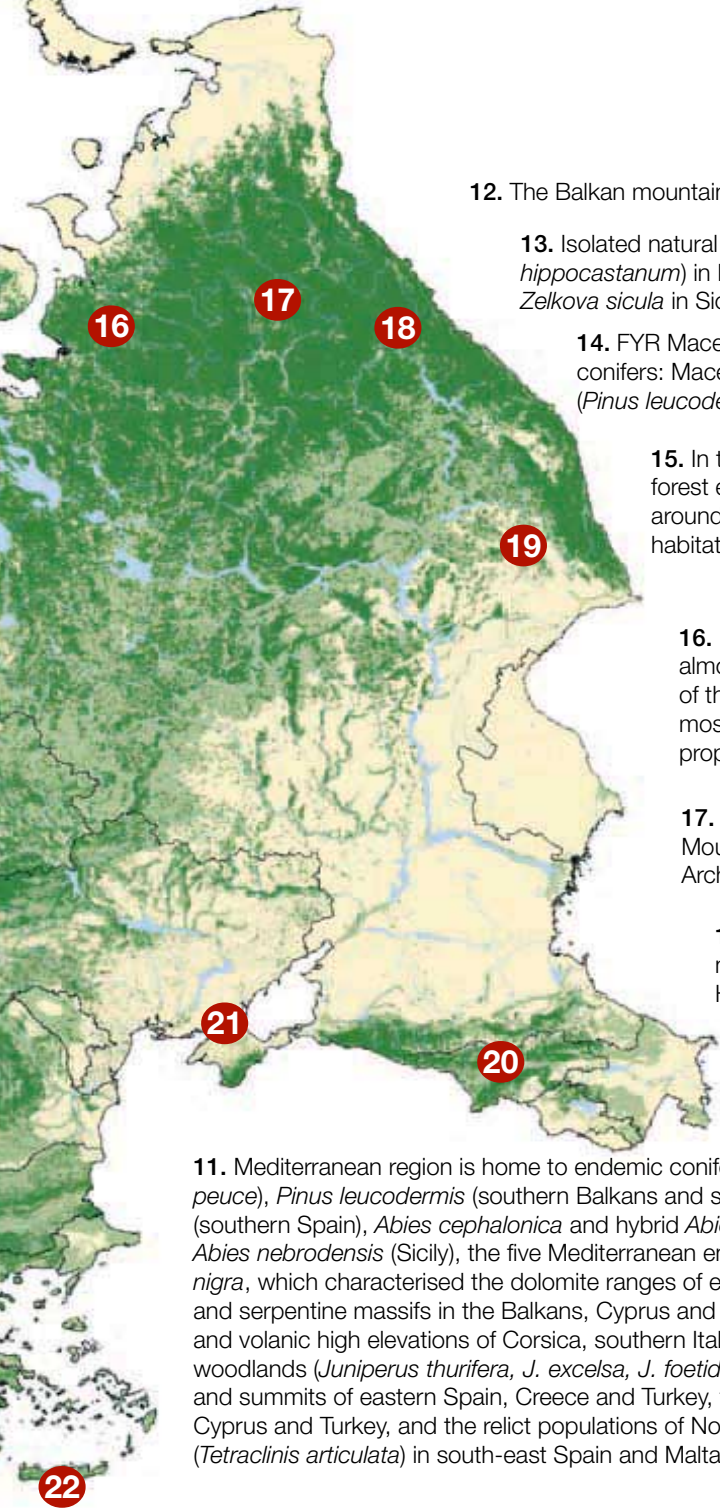 12. The Balkan mountain
13. Isolated natural
hippocastanum) in
Zelkova sicula in Sic
14. FYR Mace
conifers: Mace
(Pinus leucode
15. In t
forest e
around
habitat
16.
almo
of th
mos
prop
17.
Mou
Arch
16
17
18
19
21
20
22
11. Mediterranean region is home to endemic conife
peuce), Pinus leucodermis (southern Balkans and s
(southern Spain), Abies cephalonica and hybrid Abie
Abies nebrodensis (Sicily), the five Mediterranean en
nigra, which characterised the dolomite ranges of e
and serpentine massifs in the Balkans, Cyprus and
and volanic high elevations of Corsica, southern Ital
woodlands (Juniperus thurifera, J. excelsa, J. foetid
and summits of eastern Spain, Creece and Turkey,
Cyprus and Turkey, and the relict populations of No
(Tetraclinis articulata) in south-east Spain and Malta